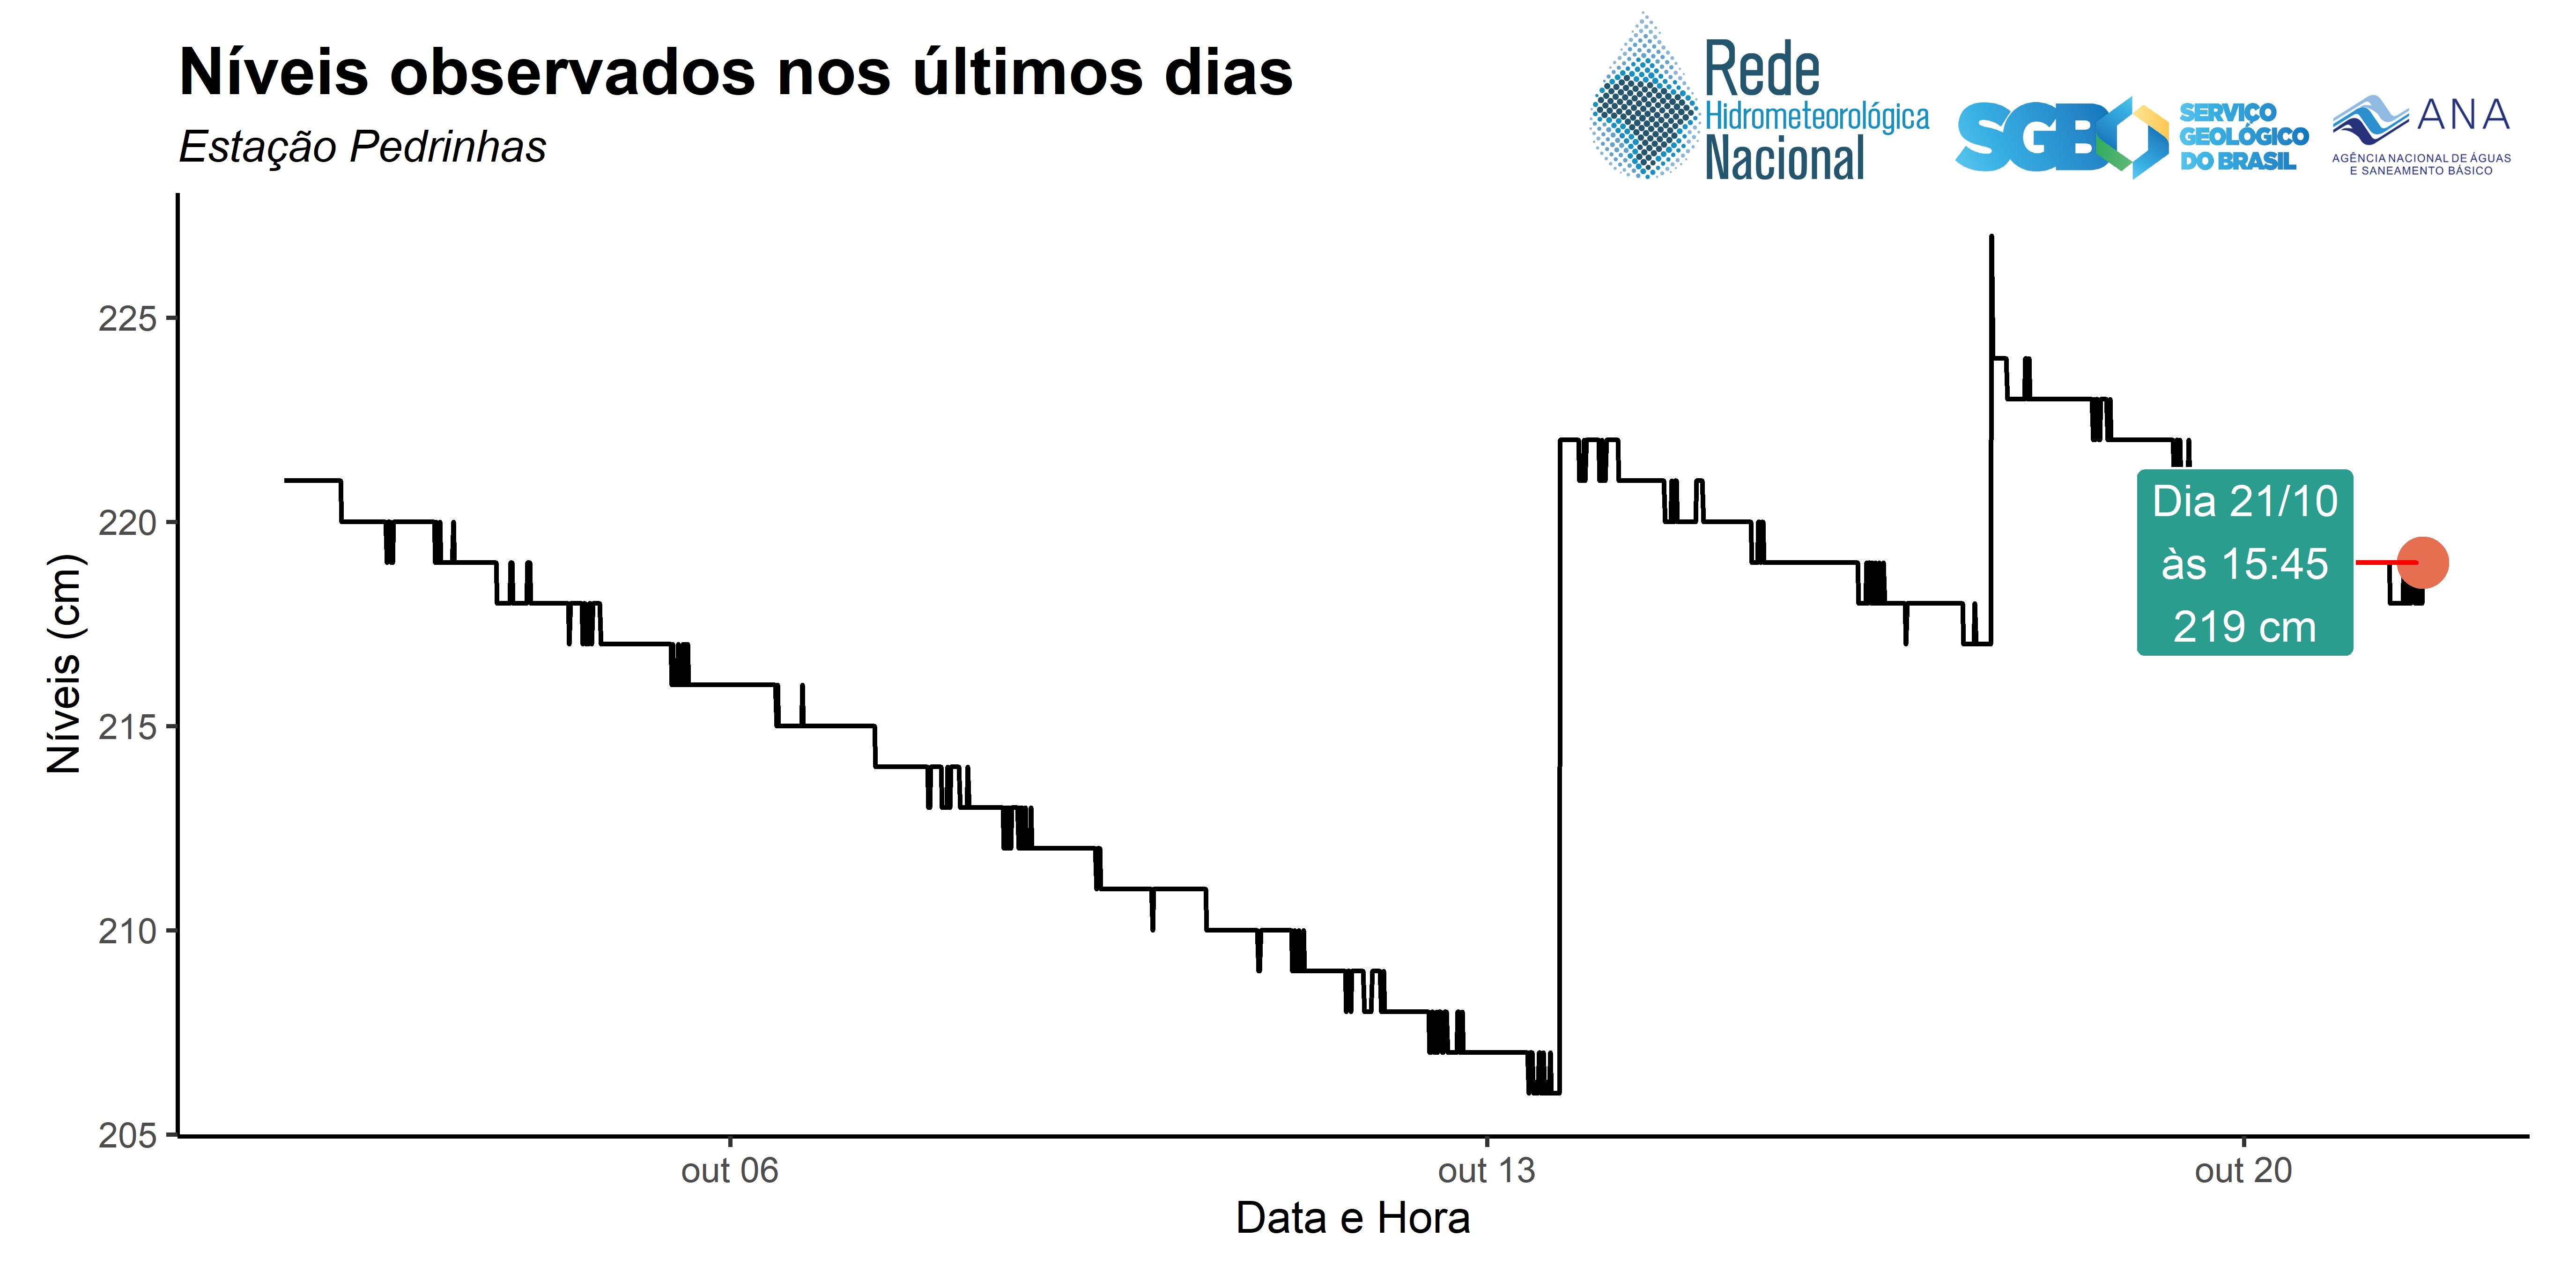 Níveis observados nos últimos dias
Estação Pedrinhas
Rede
Hidrometeorológica
Nacional
SGB
SERVIÇO
GEOLÓGICO
DO BRASIL
ANA
AGÊNCIA NACIONAL DE ÁGUAS
E SANEAMENTO BÁSICO
Níveis (cm)
225
220
215
210
205
Dia 21/10
às 15:45
219 cm
out 06
out 13
out 20
Data e Hora